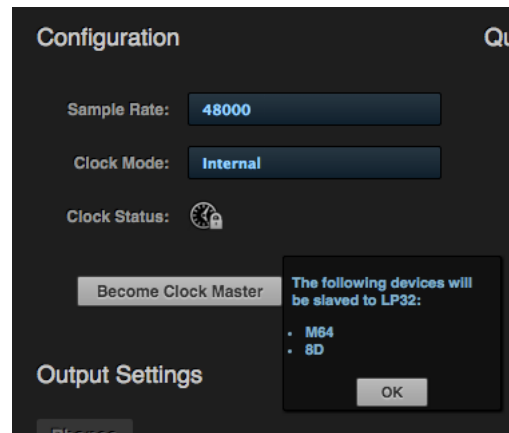 Configuration
Qu
Sample Rate: 48000
Clock Mode: Internal
Clock Status:
Become Clock Master
The following devices will
be slaved to LP32:
• M64
• 8D
OK
Output Settings